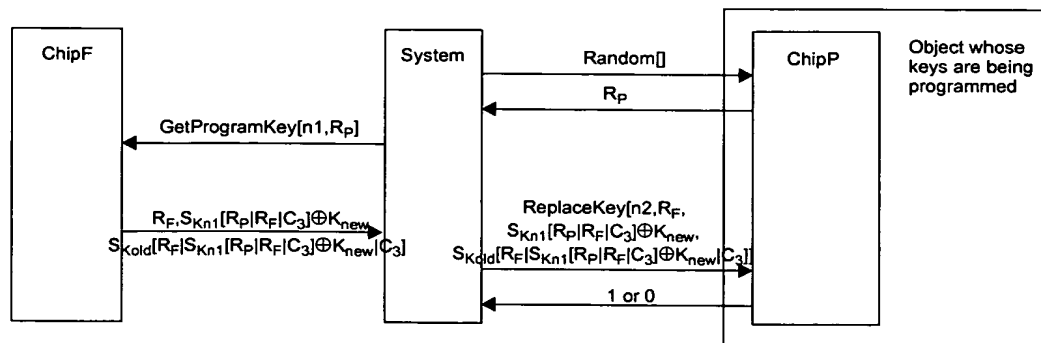 ChipF
System
ChipP
Object whose
keys are being
programmed
Random[]
R_P
GetProgramKey[n1,R_P]
R_F,S_Kn1[R_P|R_F|C_3]⊕K_new
S_Kold[R_F|S_Kn1[R_P|R_F|C_3]⊕K_new|C_3]
ReplaceKey[n2,R_F,
S_Kn1[R_P|R_F|C_3]⊕K_new,
S_Kold[R_F|S_Kn1[R_P|R_F|C_3]⊕K_new|C_3]]
1 or 0